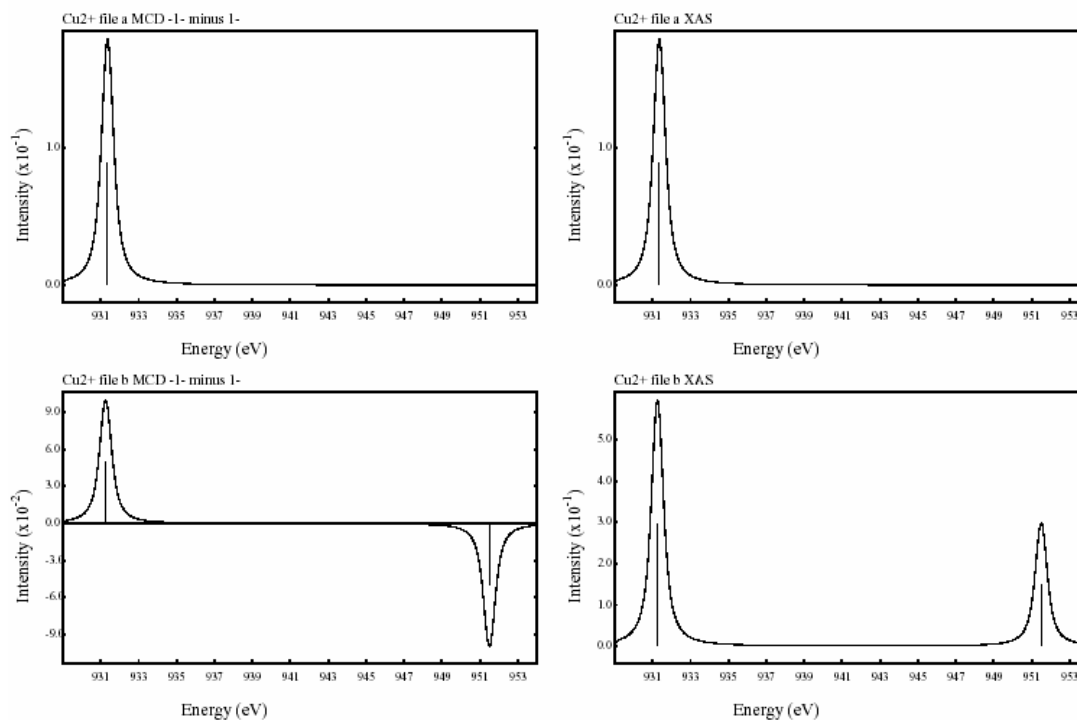 Cu2+ file a MCD -1- minus 1-
Intensity (x10⁻¹)
1.0
0.0
931 933 935 937 939 941 943 945 947 949 951 953
Energy (eV)
Cu2+ file a XAS
Intensity (x10⁻¹)
1.0
0.0
931 933 935 937 939 941 943 945 947 949 951 953
Energy (eV)
Cu2+ file b MCD -1- minus 1-
Intensity (x10⁻²)
9.0
6.0
3.0
0.0
-3.0
-6.0
-9.0
931 933 935 937 939 941 943 945 947 949 951 953
Energy (eV)
Cu2+ file b XAS
Intensity (x10⁻¹)
5.0
4.0
3.0
2.0
1.0
0.0
931 933 935 937 939 941 943 945 947 949 951 953
Energy (eV)